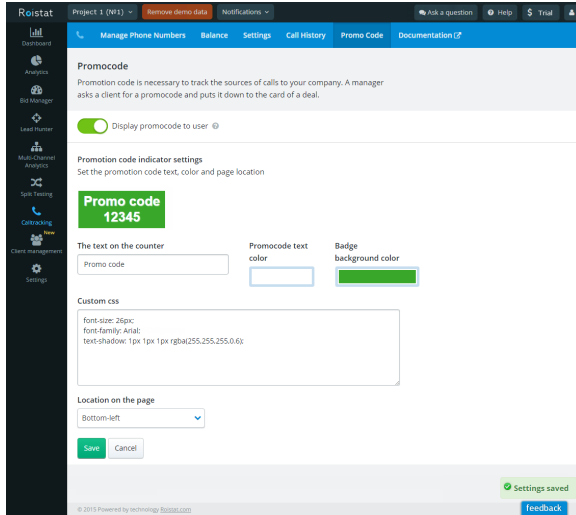 Roistat
Project 1 (№1)
Remove demo data
Notifications
Ask a question
Help
$ Trial
Dashboard
Analytics
Bid Manager
Lead Hunter
Multi-Channel
Analytics
Split Testing
Calltracking
New
Client management
Settings
Manage Phone Numbers
Balance
Settings
Call History
Promo Code
Documentation
Promocode
Promotion code is necessary to track the sources of calls to your company. A manager
asks a client for a promocode and puts it down to the card of a deal.
Display promocode to user
Promotion code indicator settings
Set the promotion code text, color and page location
Promo code
12345
The text on the counter
Promo code
Promocode text
color
Badge
background color
Custom css
font-size: 26px;
font-family: Arial;
text-shadow: 1px 1px 1px rgba(255,255,255,0.6);
Location on the page
Bottom-left
Save
Cancel
Settings saved
© 2015 Powered by technology Roistat.com
feedback